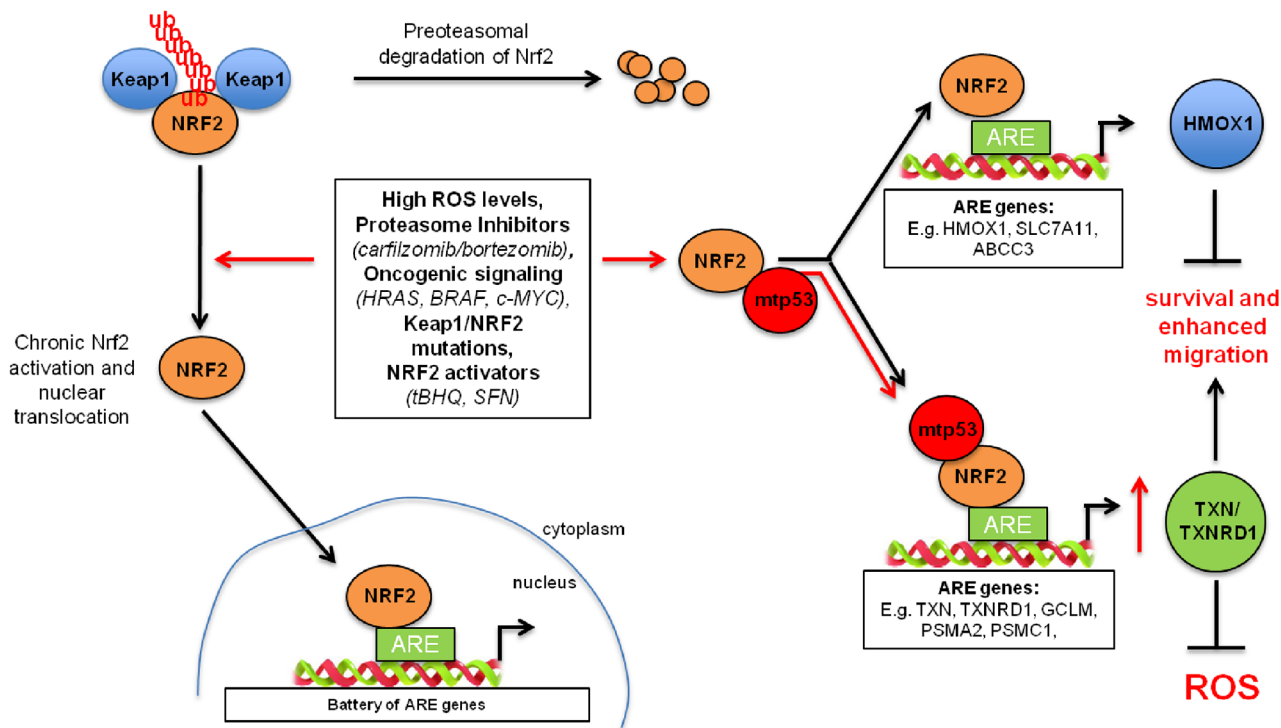 ub
ub
ub
ub
ub
ub
ub
Keap1
Keap1
NRF2
Preoteasomal
degradation of Nrf2
High ROS levels,
Proteasome Inhibitors
(carfilzomib/bortezomib),
Oncogenic signaling
(HRAS, BRAF, c-MYC),
Keap1/NRF2
mutations,
NRF2 activators
(tBHQ, SFN)
Chronic Nrf2
activation and
nuclear
translocation
NRF2
cytoplasm
nucleus
NRF2
ARE
Battery of ARE genes
NRF2
mtp53
NRF2
ARE
ARE genes:
E.g. HMOX1, SLC7A11,
ABCC3
HMOX1
survival and
enhanced
migration
mtp53
NRF2
ARE
ARE genes:
E.g. TXN, TXNRD1, GCLM,
PSMA2, PSMC1,
TXN/
TXNRD1
ROS